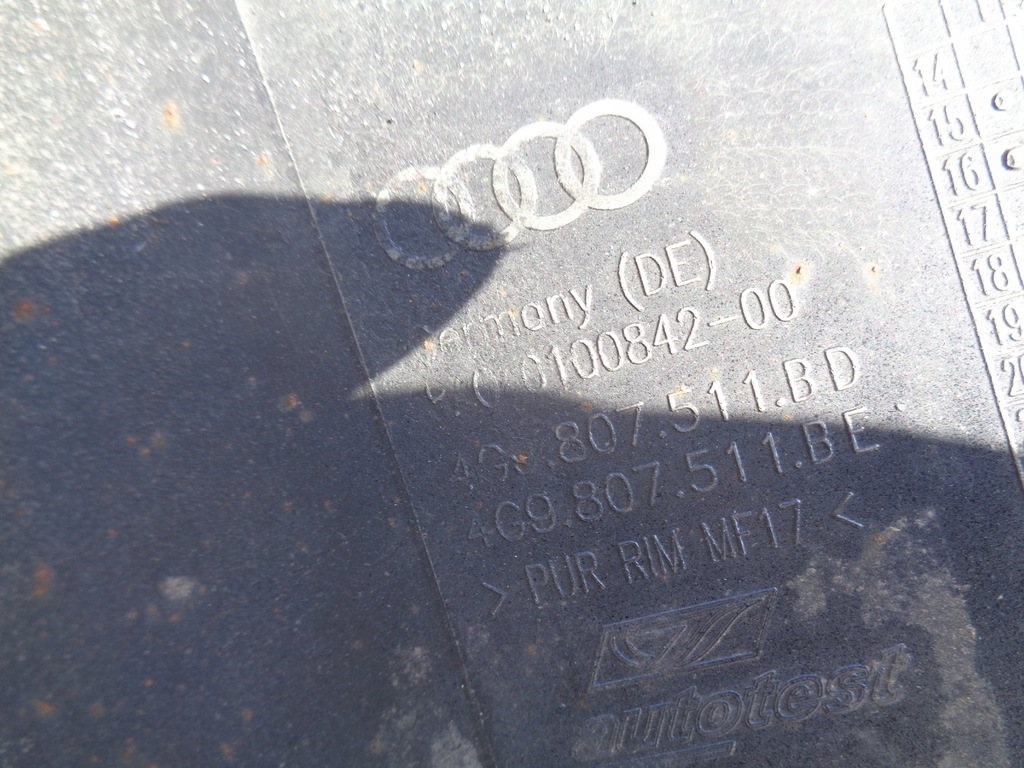 Germany (DE)
0100842-00
807.511.BD
4G9.807.511.BE
> PUR RIM MF17 <
autotest
14
15
16
17
18
19
20